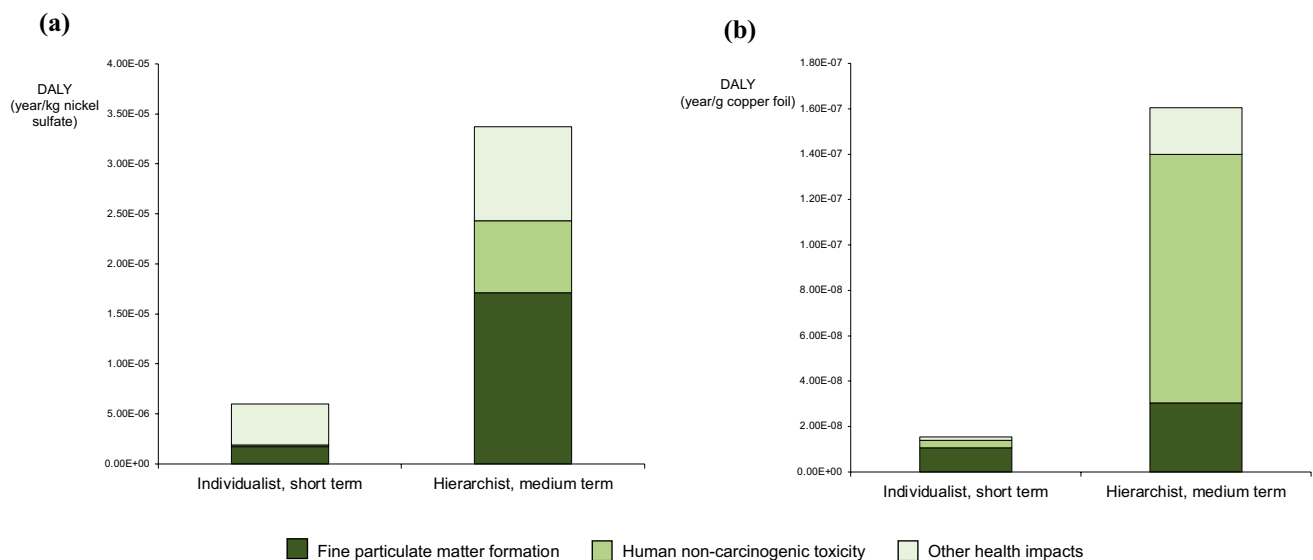 (a)
DALY
(year/kg nickel
sulfate)
4.00E-05
3.50E-05
3.00E-05
2.50E-05
2.00E-05
1.50E-05
1.00E-05
5.00E-06
0.00E+00
Individualist, short term
Hierarchist, medium term
(b)
DALY
(year/g copper foil)
1.80E-07
1.60E-07
1.40E-07
1.20E-07
1.00E-07
8.00E-08
6.00E-08
4.00E-08
2.00E-08
0.00E+00
Individualist, short term
Hierarchist, medium term
Fine particulate matter formation
Human non-carcinogenic toxicity
Other health impacts